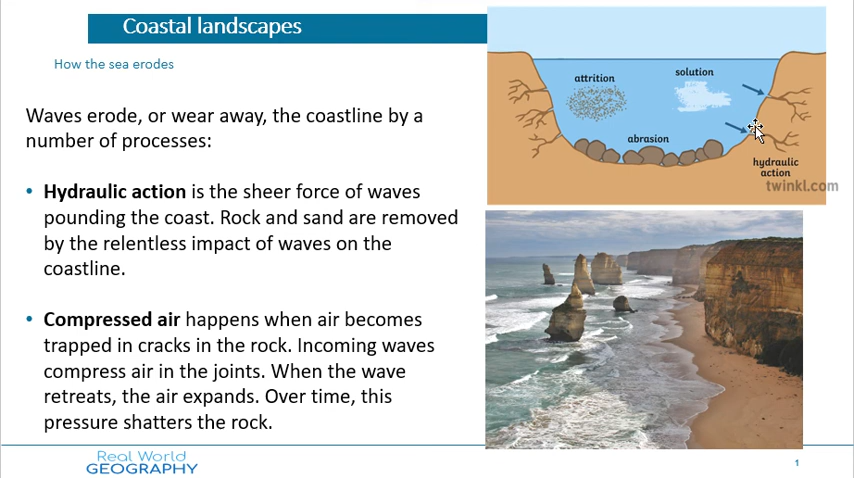 Coastal landscapes
How the sea erodes
Waves erode, or wear away, the coastline by a
number of processes:
• Hydraulic action is the sheer force of waves
pounding the coast. Rock and sand are removed
by the relentless impact of waves on the
coastline.
• Compressed air happens when air becomes
trapped in cracks in the rock. Incoming waves
compress air in the joints. When the wave
retreats, the air expands. Over time, this
pressure shatters the rock.
attrition
solution
abrasion
hydraulic
action
twinkl.com
Real World
GEOGRAPHY
1